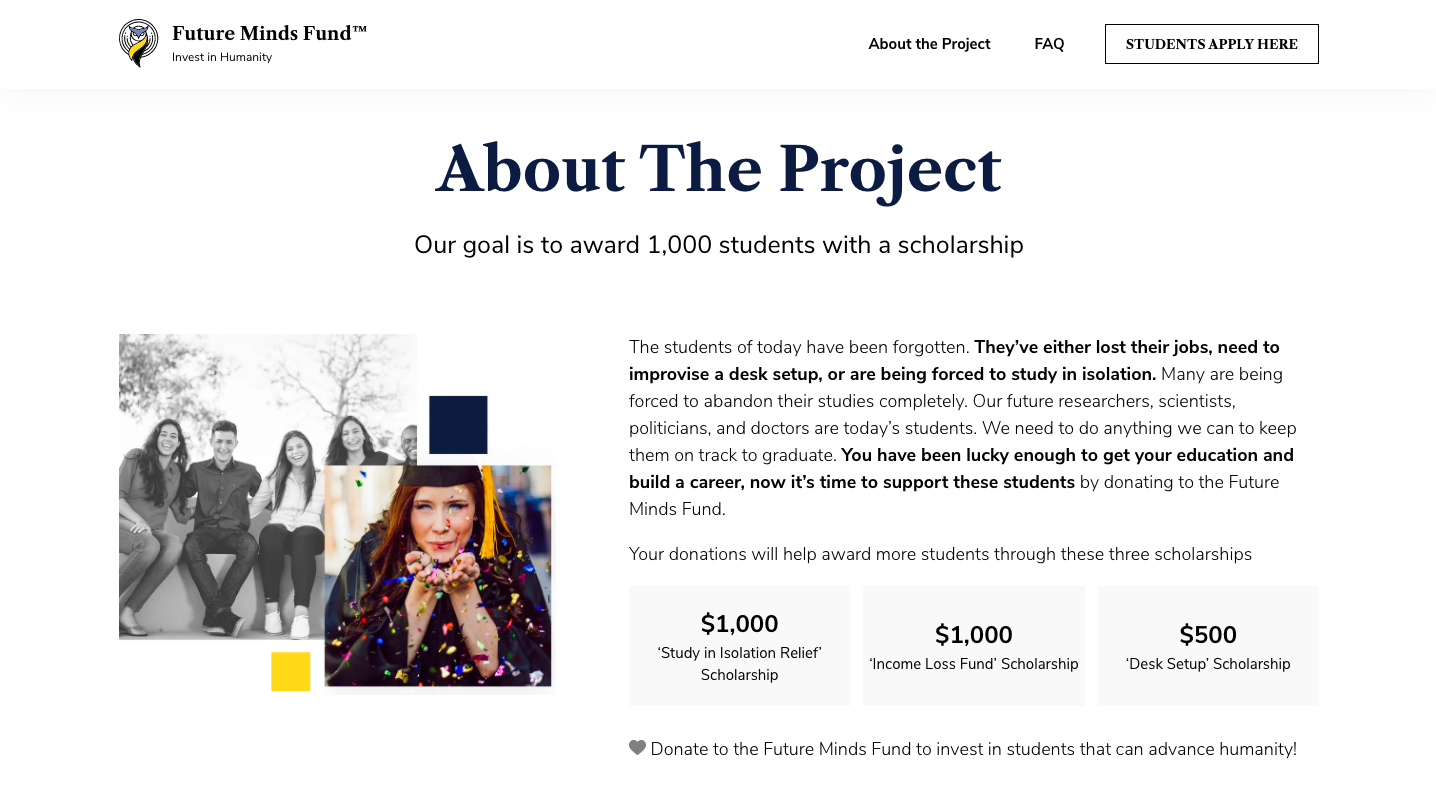 Future Minds Fund™
Invest in Humanity
About the Project
FAQ
STUDENTS APPLY HERE
About The Project
Our goal is to award 1,000 students with a scholarship
The students of today have been forgotten. They’ve either lost their jobs, need to
improvise a desk setup, or are being forced to study in isolation. Many are being
forced to abandon their studies completely. Our future researchers, scientists,
politicians, and doctors are today’s students. We need to do anything we can to keep
them on track to graduate. You have been lucky enough to get your education and
build a career, now it’s time to support these students by donating to the Future
Minds Fund.
Your donations will help award more students through these three scholarships
$1,000
‘Study in Isolation Relief’
Scholarship
$1,000
‘Income Loss Fund’ Scholarship
$500
‘Desk Setup’ Scholarship
Donate to the Future Minds Fund to invest in students that can advance humanity!